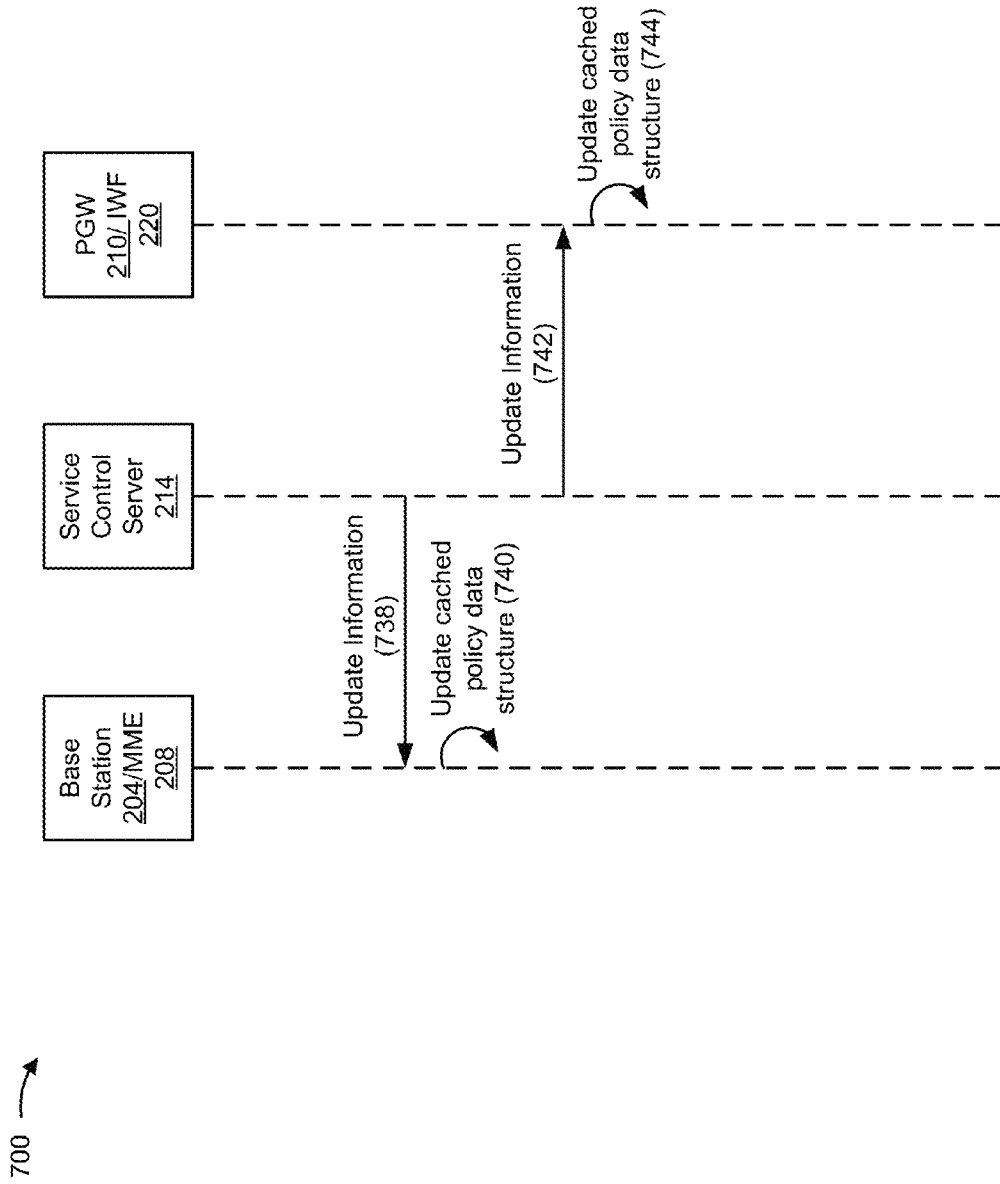 700
Base
Station
204/MME
208
Service
Control
Server
214
PGW
210/ IWF
220
Update Information
(738)
Update cached
policy data
structure (740)
Update Information
(742)
Update cached
policy data
structure (744)